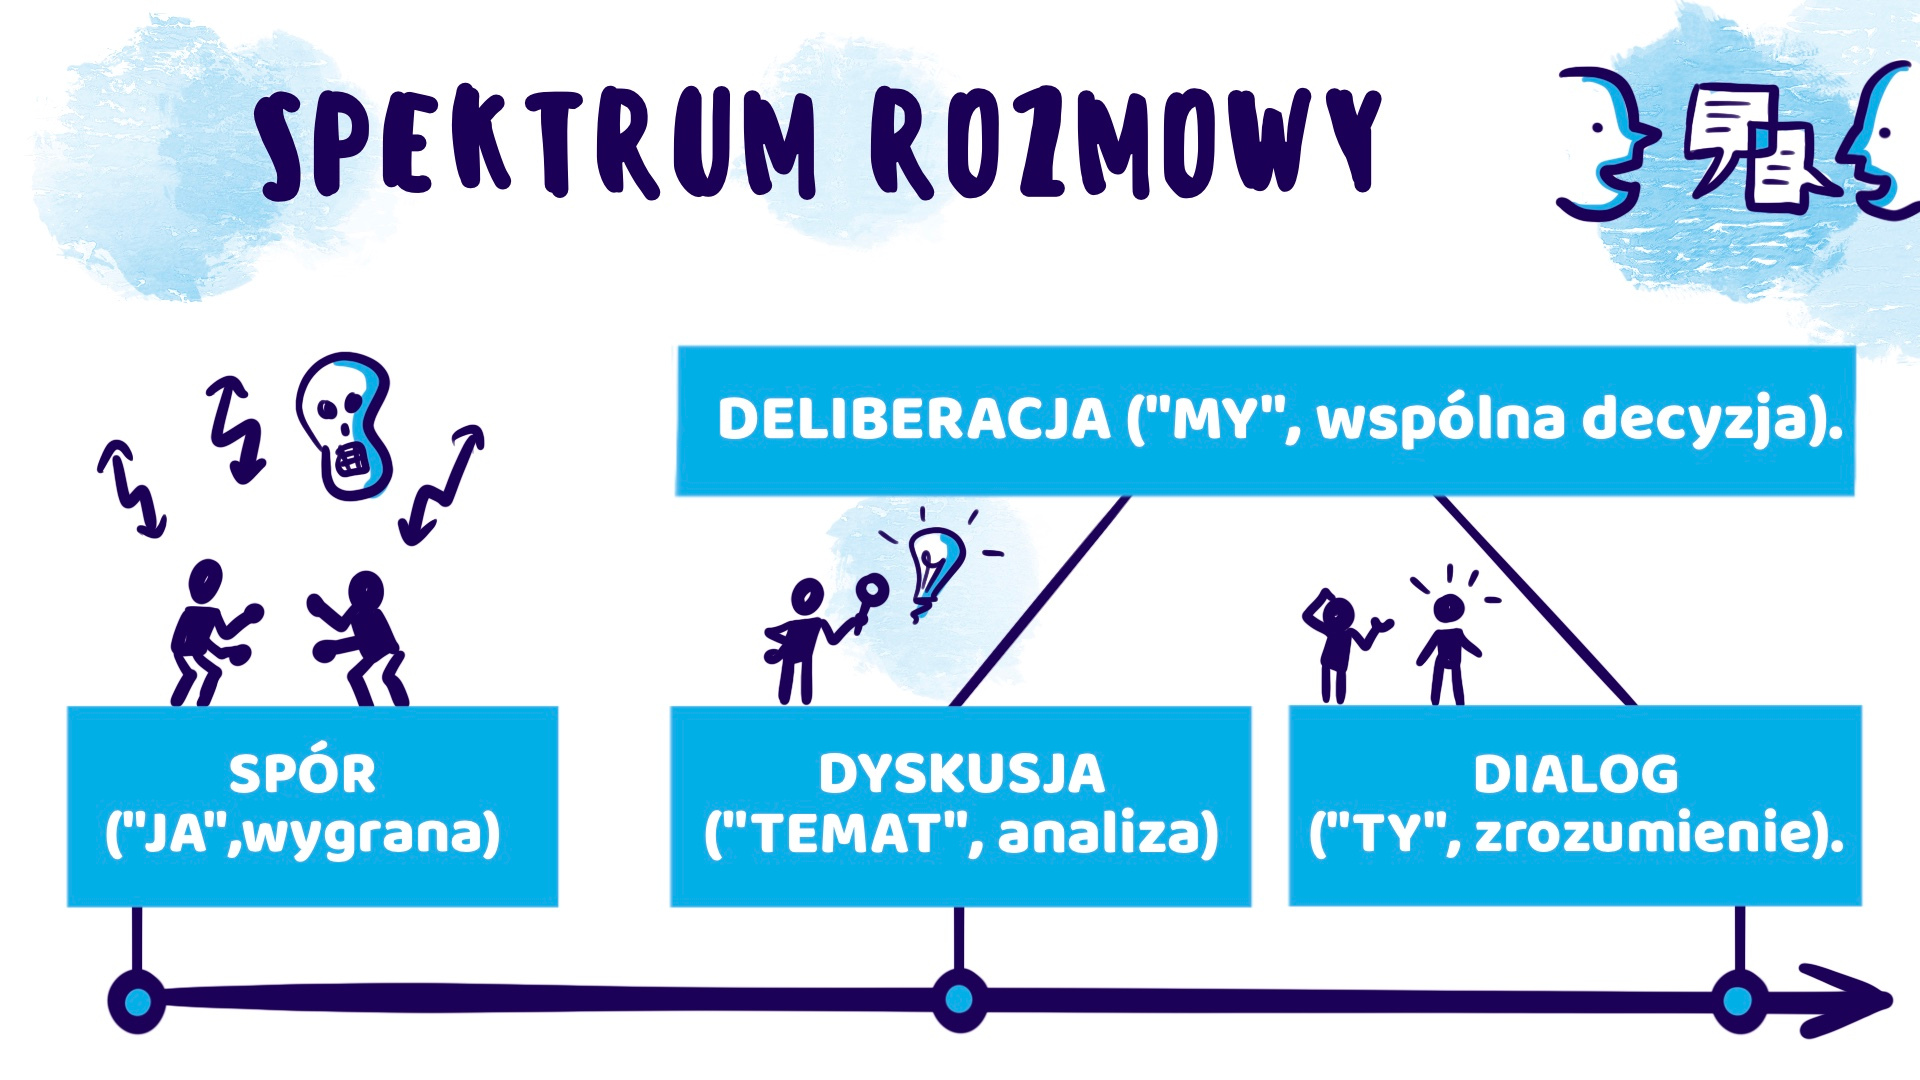 SPEKTRUM ROZMOWY
DELIBERACJA ("MY", wspólna decyzja).
SPÓR
("JA",wygrana)
DYSKUSJA
("TEMAT", analiza)
DIALOG
("TY", zrozumienie).